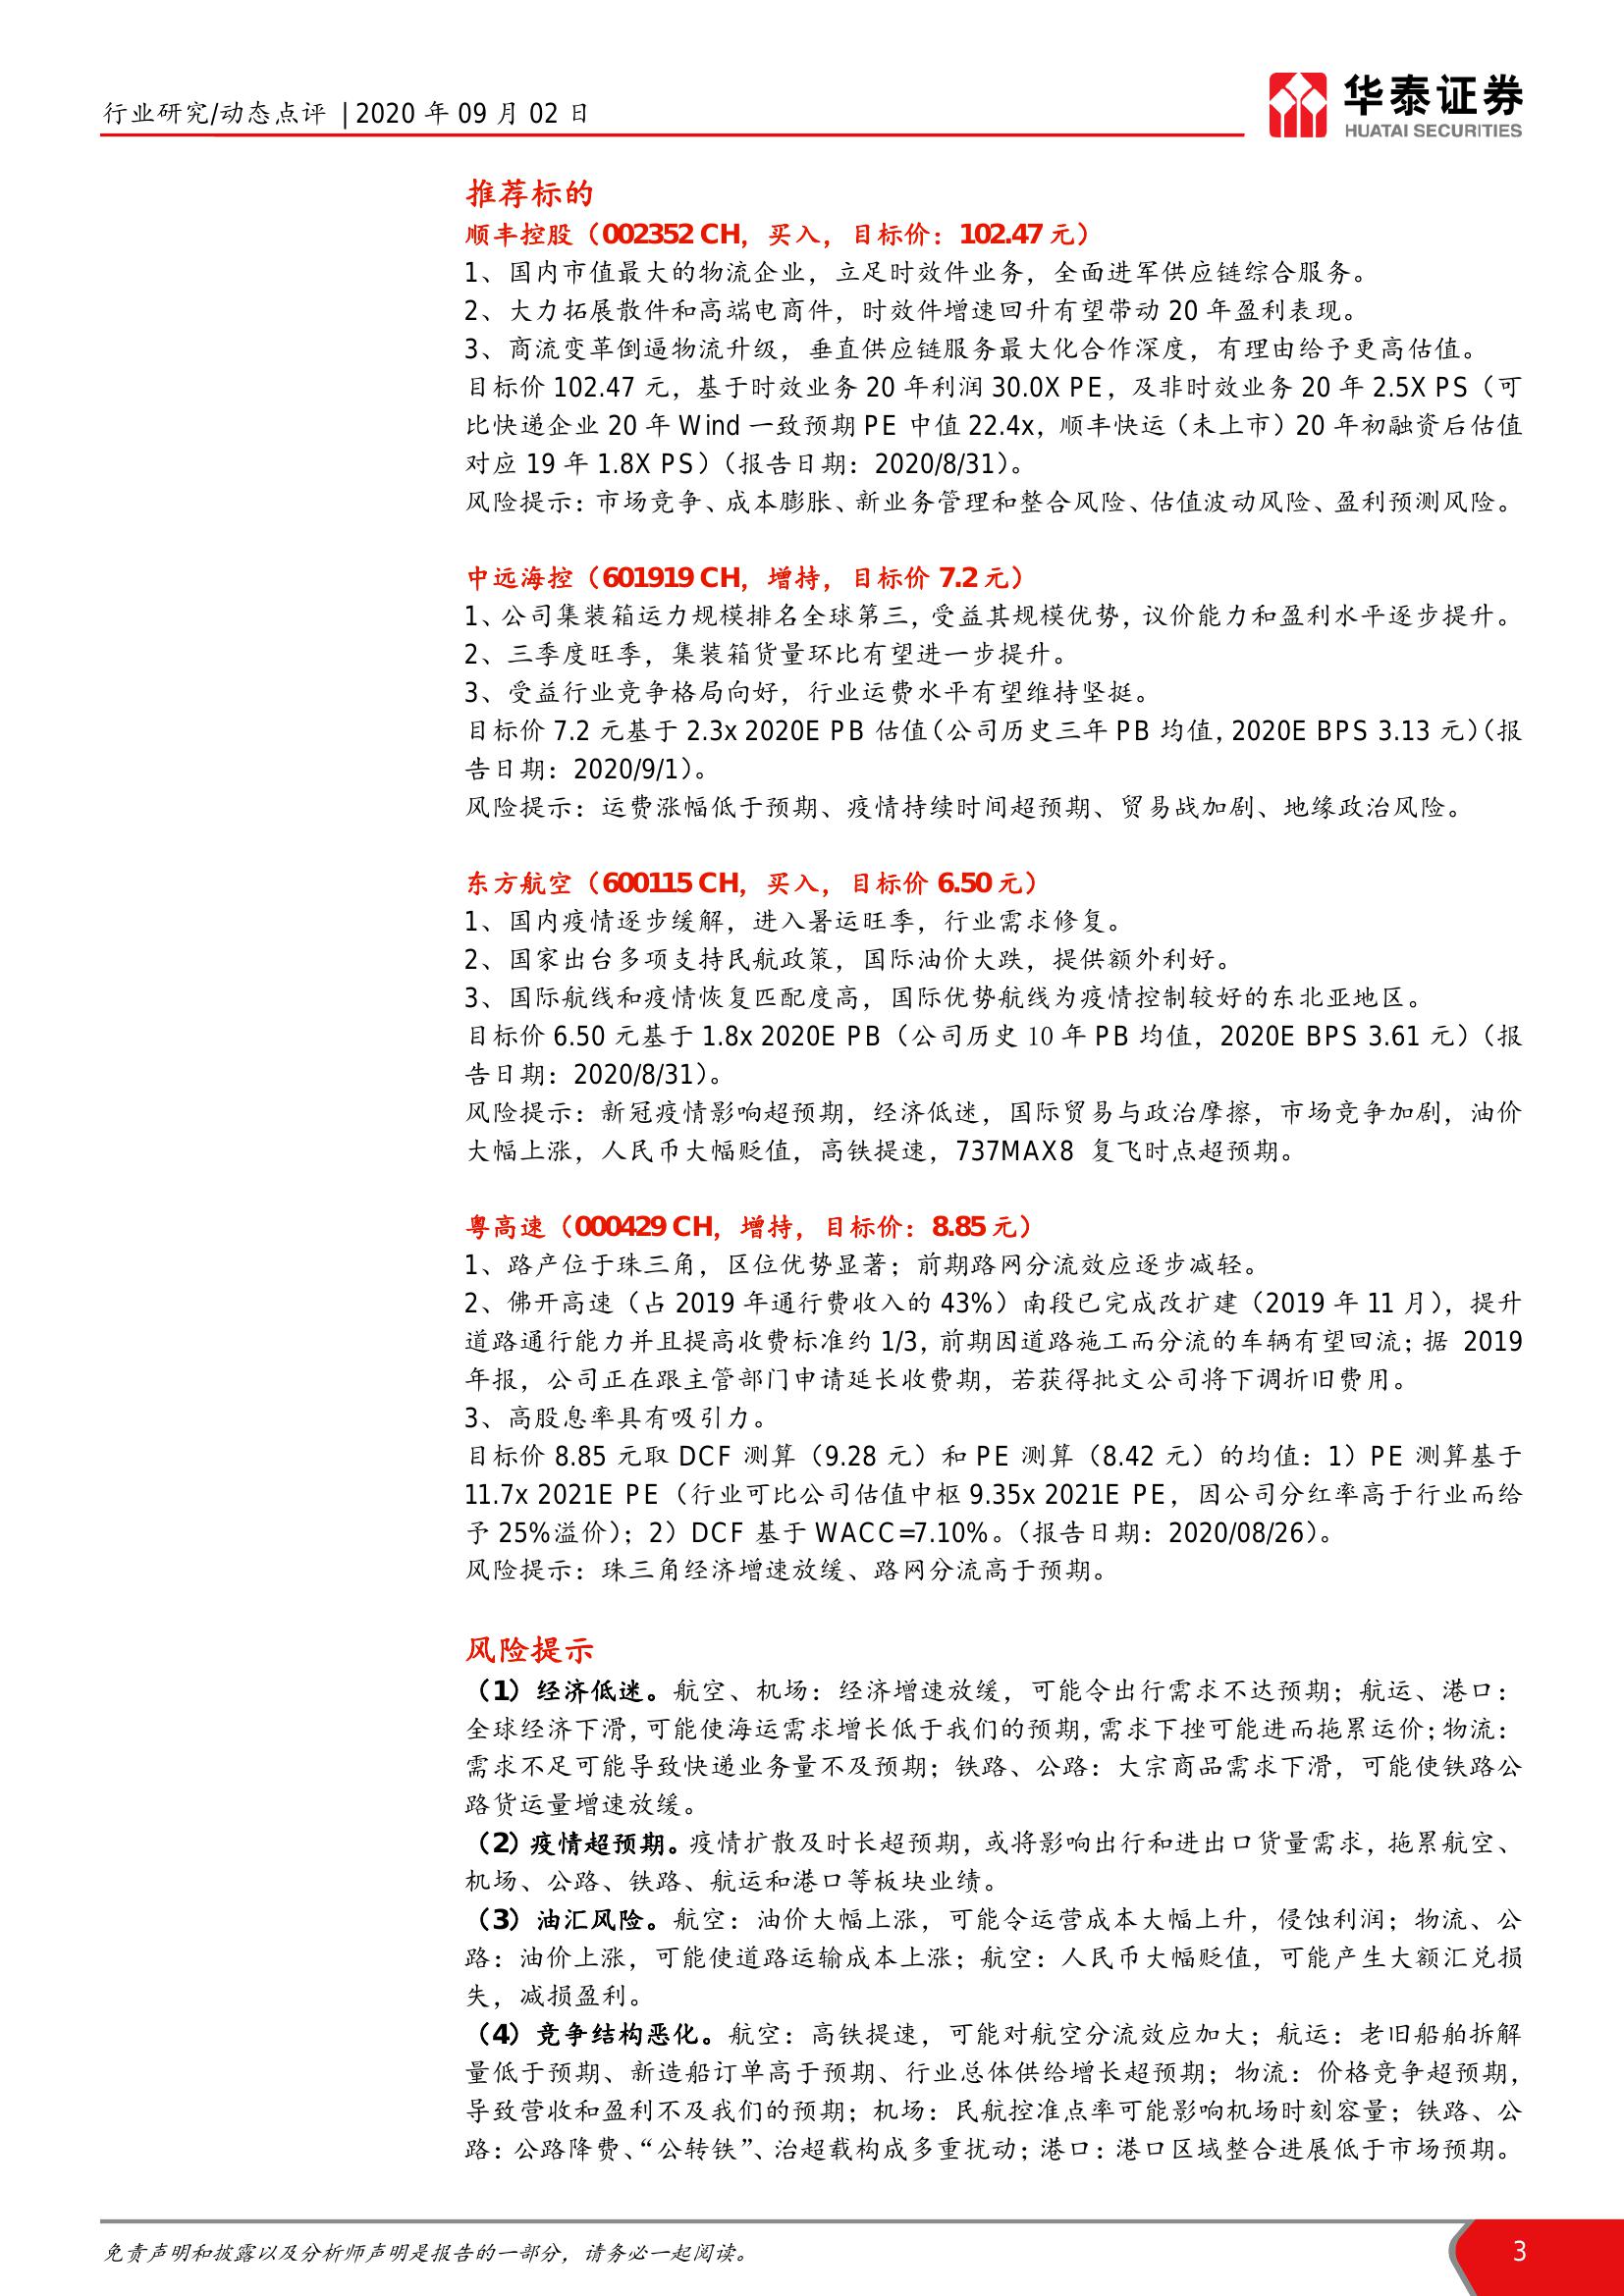 行业研究/动态点评 | 2020 年 09 月 02 日
华泰证券
HUATAI SECURITIES
推荐标的
顺丰控股（002352 CH，买入，目标价：102.47 元）
1、国内市值最大的物流企业，立足时效件业务，全面进军供应链综合服务。
2、大力拓展散件和高端电商件，时效件增速回升有望带动 20 年盈利表现。
3、商流变革倒逼物流升级，垂直供应链服务最大化合作深度，有理由给予更高估值。
目标价 102.47 元，基于时效业务 20 年利润 30.0X PE，及非时效业务 20 年 2.5X PS（可
比快递企业 20 年 Wind 一致预期 PE 中值 22.4x，顺丰快运（未上市）20 年初融资后估值
对应 19 年 1.8X PS）（报告日期：2020/8/31）。
风险提示：市场竞争、成本膨胀、新业务管理和整合风险、估值波动风险、盈利预测风险。
中远海控（601919 CH，增持，目标价 7.2 元）
1、公司集装箱运力规模排名全球第三，受益其规模优势，议价能力和盈利水平逐步提升。
2、三季度旺季，集装箱货量环比有望进一步提升。
3、受益行业竞争格局向好，行业运费水平有望维持坚挺。
目标价 7.2 元基于 2.3x 2020E PB 估值（公司历史三年 PB 均值，2020E BPS 3.13 元）（报
告日期：2020/9/1）。
风险提示：运费涨幅低于预期、疫情持续时间超预期、贸易战加剧、地缘政治风险。
东方航空（600115 CH，买入，目标价 6.50 元）
1、国内疫情逐步缓解，进入暑运旺季，行业需求修复。
2、国家出台多项支持民航政策，国际油价大跌，提供额外利好。
3、国际航线和疫情恢复匹配度高，国际优势航线为疫情控制较好的东北亚地区。
目标价 6.50 元基于 1.8x 2020E PB（公司历史 10 年 PB 均值，2020E BPS 3.61 元）（报
告日期：2020/8/31）。
风险提示：新冠疫情影响超预期，经济低迷，国际贸易与政治摩擦，市场竞争加剧，油价
大幅上涨，人民币大幅贬值，高铁提速，737MAX8 复飞时点超预期。
粤高速（000429 CH，增持，目标价：8.85 元）
1、路产位于珠三角，区位优势显著；前期路网分流效应逐步减轻。
2、佛开高速（占 2019 年通行费收入的 43%）南段已完成改扩建（2019 年 11 月），提升
道路通行能力并且提高收费标准约 1/3，前期因道路施工而分流的车辆有望回流；据 2019
年报，公司正在跟主管部门申请延长收费期，若获得批文公司将下调折旧费用。
3、高股息率具有吸引力。
目标价 8.85 元取 DCF 测算（9.28 元）和 PE 测算（8.42 元）的均值：1）PE 测算基于
11.7x 2021E PE（行业可比公司估值中枢 9.35x 2021E PE，因公司分红率高于行业而给
予 25%溢价）；2）DCF 基于 WACC=7.10%。（报告日期：2020/08/26）。
风险提示：珠三角经济增速放缓、路网分流高于预期。
风险提示
（1）经济低迷。航空、机场：经济增速放缓，可能令出行需求不达预期；航运、港口：
全球经济下滑，可能使海运需求增长低于我们的预期，需求下挫可能进而拖累运价；物流：
需求不足可能导致快递业务量不及预期；铁路、公路：大宗商品需求下滑，可能使铁路公
路货运量增速放缓。
（2）疫情超预期。疫情扩散及时长超预期，或将影响出行和进出口货量需求，拖累航空、
机场、公路、铁路、航运和港口等板块业绩。
（3）油汇风险。航空：油价大幅上涨，可能令运营成本大幅上升，侵蚀利润；物流、公
路：油价上涨，可能使道路运输成本上涨；航空：人民币大幅贬值，可能产生大额汇兑损
失，减损盈利。
（4）竞争结构恶化。航空：高铁提速，可能对航空分流效应加大；航运：老旧船舶拆解
量低于预期、新造船订单高于预期、行业总体供给增长超预期；物流：价格竞争超预期，
导致营收和盈利不及我们的预期；机场：民航控准点率可能影响机场时刻容量；铁路、公
路：公路降费、“公转铁”、治超载构成多重扰动；港口：港口区域整合进展低于市场预期。
免责声明和披露以及分析师声明是报告的一部分，请务必一起阅读。
3